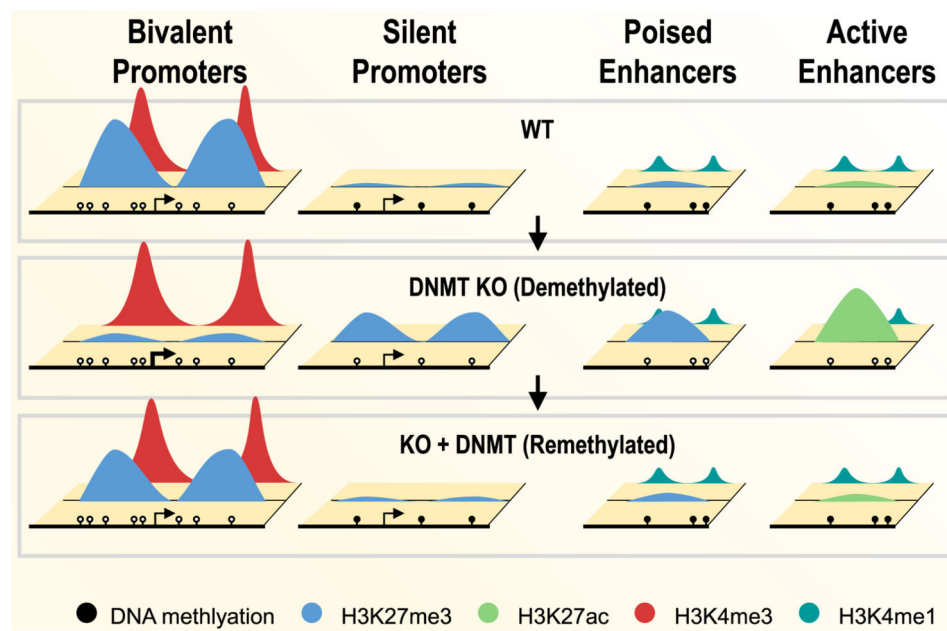 Bivalent
Promoters
Silent
Promoters
Poised
Enhancers
Active
Enhancers
WT
DNMT KO (Demethylated)
KO + DNMT (Remethylated)
DNA methlyation
H3K27me3
H3K27ac
H3K4me3
H3K4me1